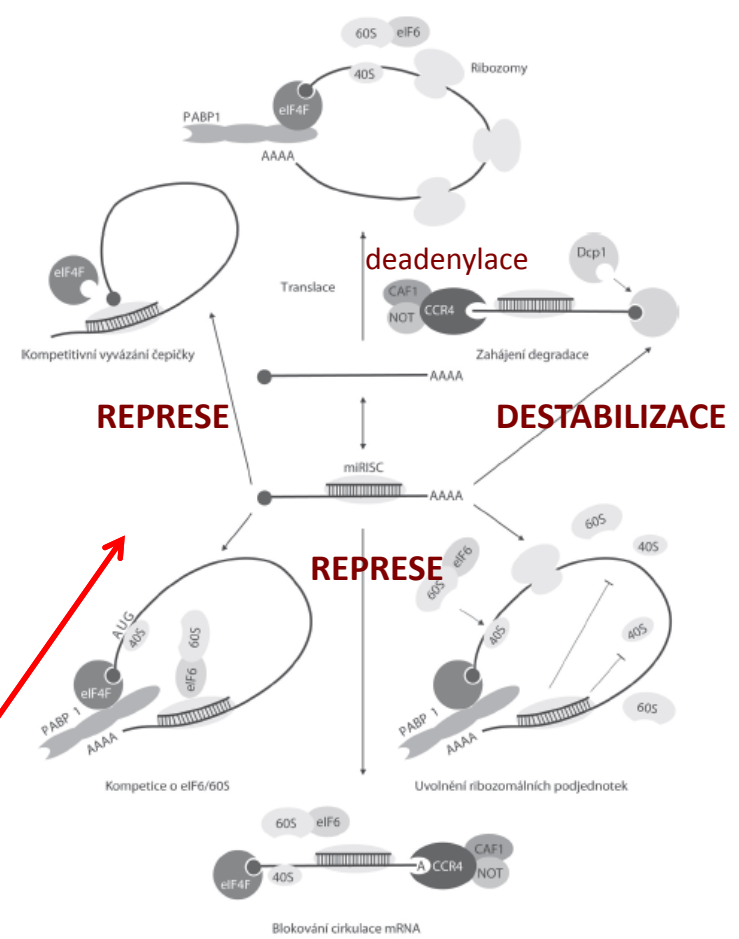 60S eIF6
40S
Ribozomy
eIF4F
PABP1
AAAA
eIF4F
Kompetitivní vyvázání čepičky
Translace
deadenylace
Dcp1
CAF1
CCR4
NOT
Zahájení degradace
AAAA
REPRESE
DESTABILIZACE
miRISC
AAAA
REPRESE
AUG
40S
60S
eIF6
eIF4F
PABP 1
AAAA
Kompetice o eIF6/60S
60S
40S
eIF6
60S
40S
40S
60S
eIF4F
PABP 1
AAAA
Uvolnění ribozomálních podjednotek
60S eIF6
eIF4F
40S
A CCR4
CAF1
NOT
Blokování cirkulace mRNA